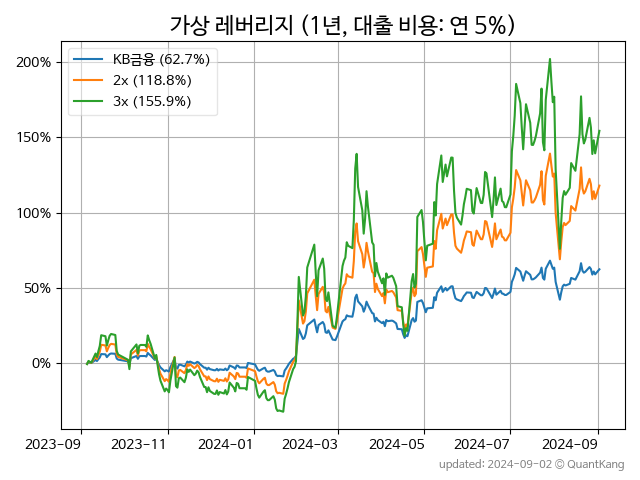 가상 레버리지 (1년, 대출 비용: 연 5%)
KB금융 (62.7%)
2x (118.8%)
3x (155.9%)
200%
150%
100%
50%
0%
2023-09 2023-11 2024-01 2024-03 2024-05 2024-07 2024-09
updated: 2024-09-02 © QuantKang